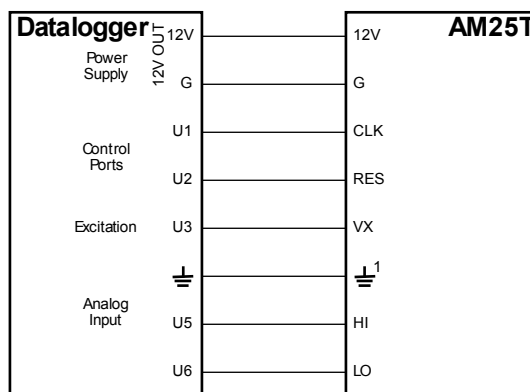 Datalogger
AM25T
12V OUT
12V
12V
Power
Supply
G
G
U1
CLK
Control
Ports
U2
RES
Excitation
U3
VX
1
Analog
Input
U5
HI
U6
LO